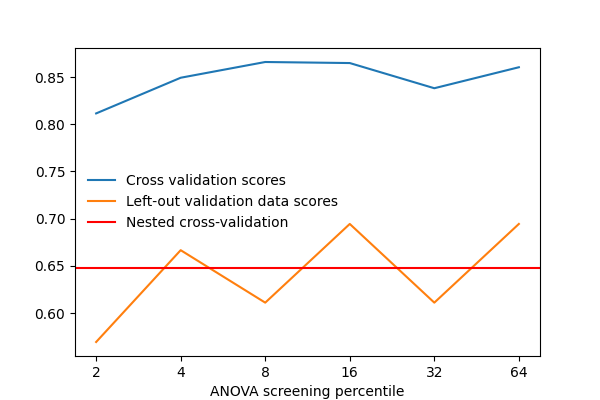 0.85
0.80
0.75
0.70
0.65
0.60
Cross validation scores
Left-out validation data scores
Nested cross-validation
2 4 8 16 32 64
ANOVA screening percentile